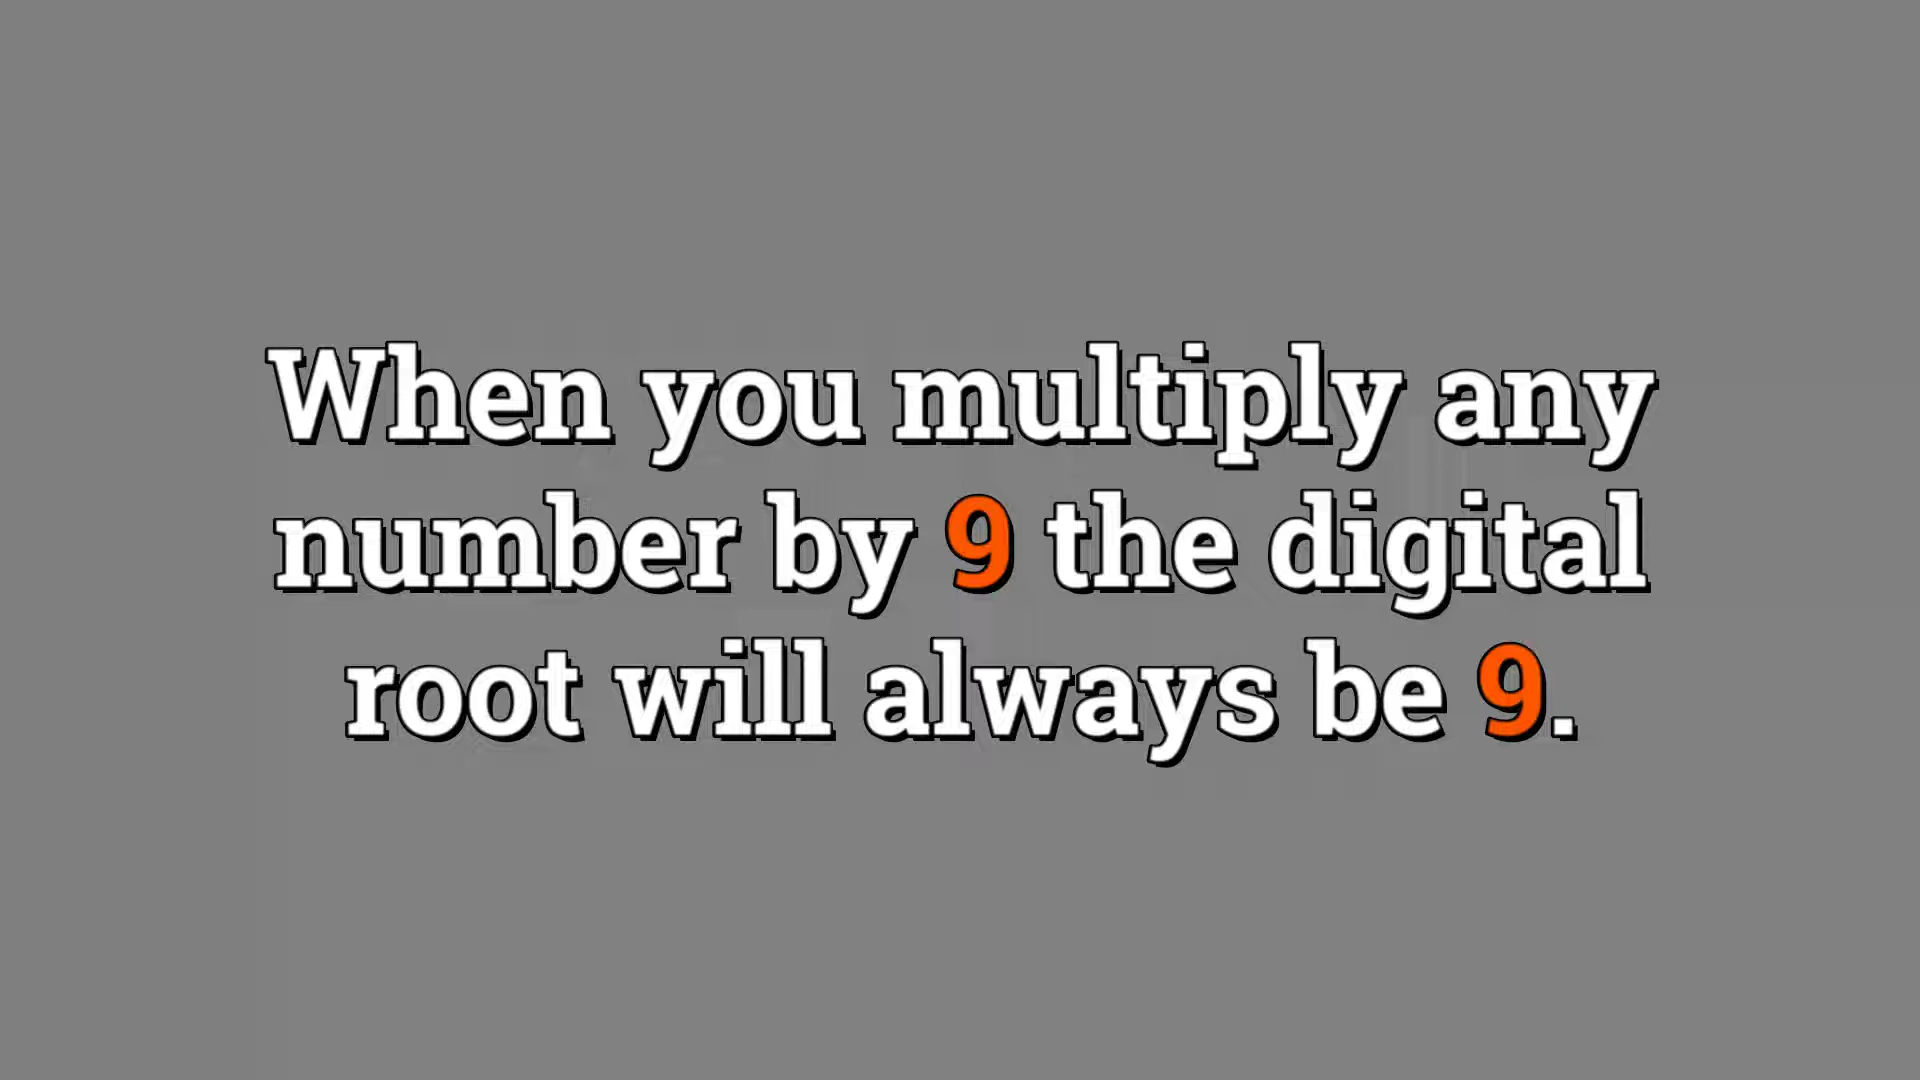 When you multiply any
number by 9 the digital
root will always be 9.